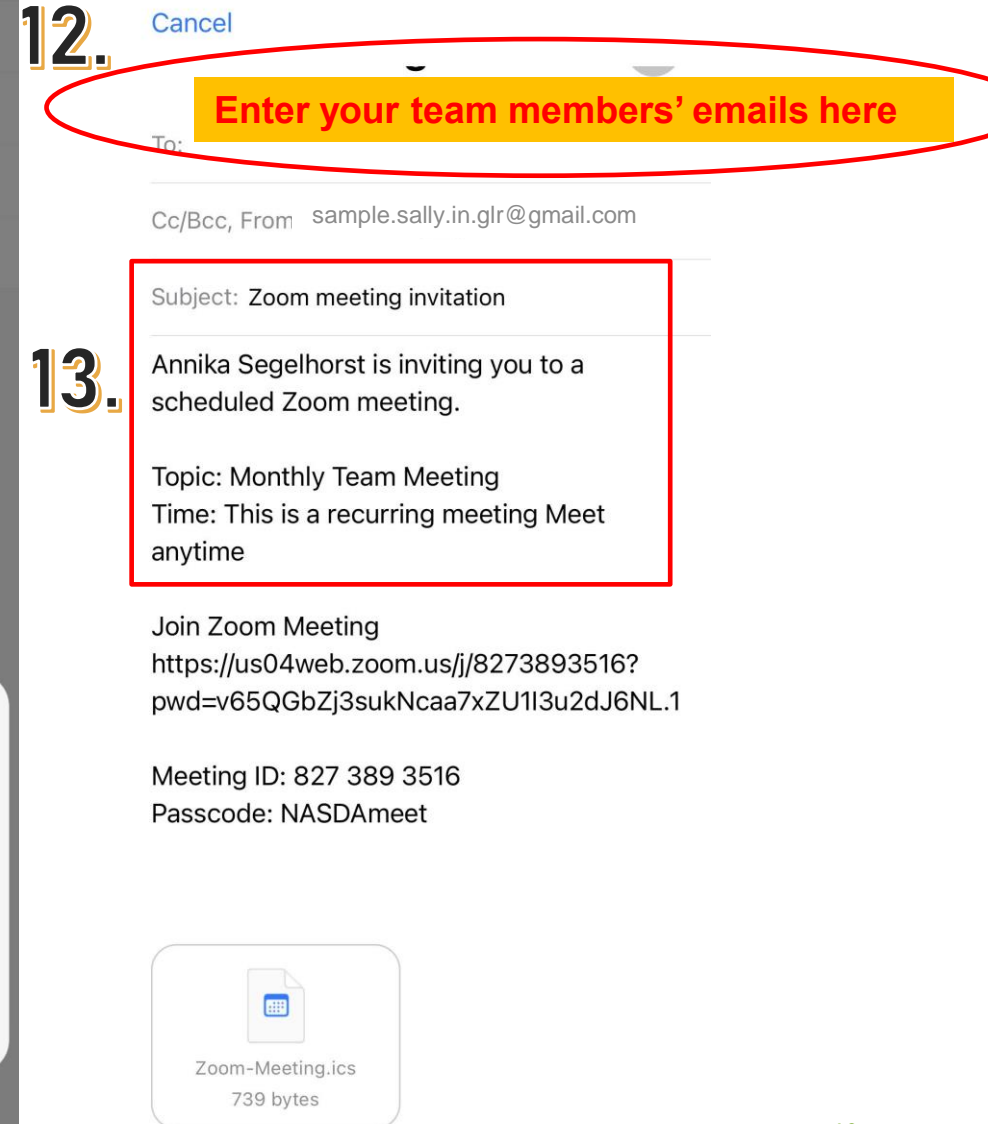 12.
Cancel
Enter your team members’ emails here
To:
Cc/Bcc, From sample.sally.in.glr@gmail.com
Subject: Zoom meeting invitation
13.
Annika Segelhorst is inviting you to a
scheduled Zoom meeting.
Topic: Monthly Team Meeting
Time: This is a recurring meeting Meet
anytime
Join Zoom Meeting
https://us04web.zoom.us/j/8273893516?
pwd=v65QGbZj3sukNcaa7xZU1I3u2dJ6NL.1
Meeting ID: 827 389 3516
Passcode: NASDAmeet
Zoom-Meeting.ics
739 bytes